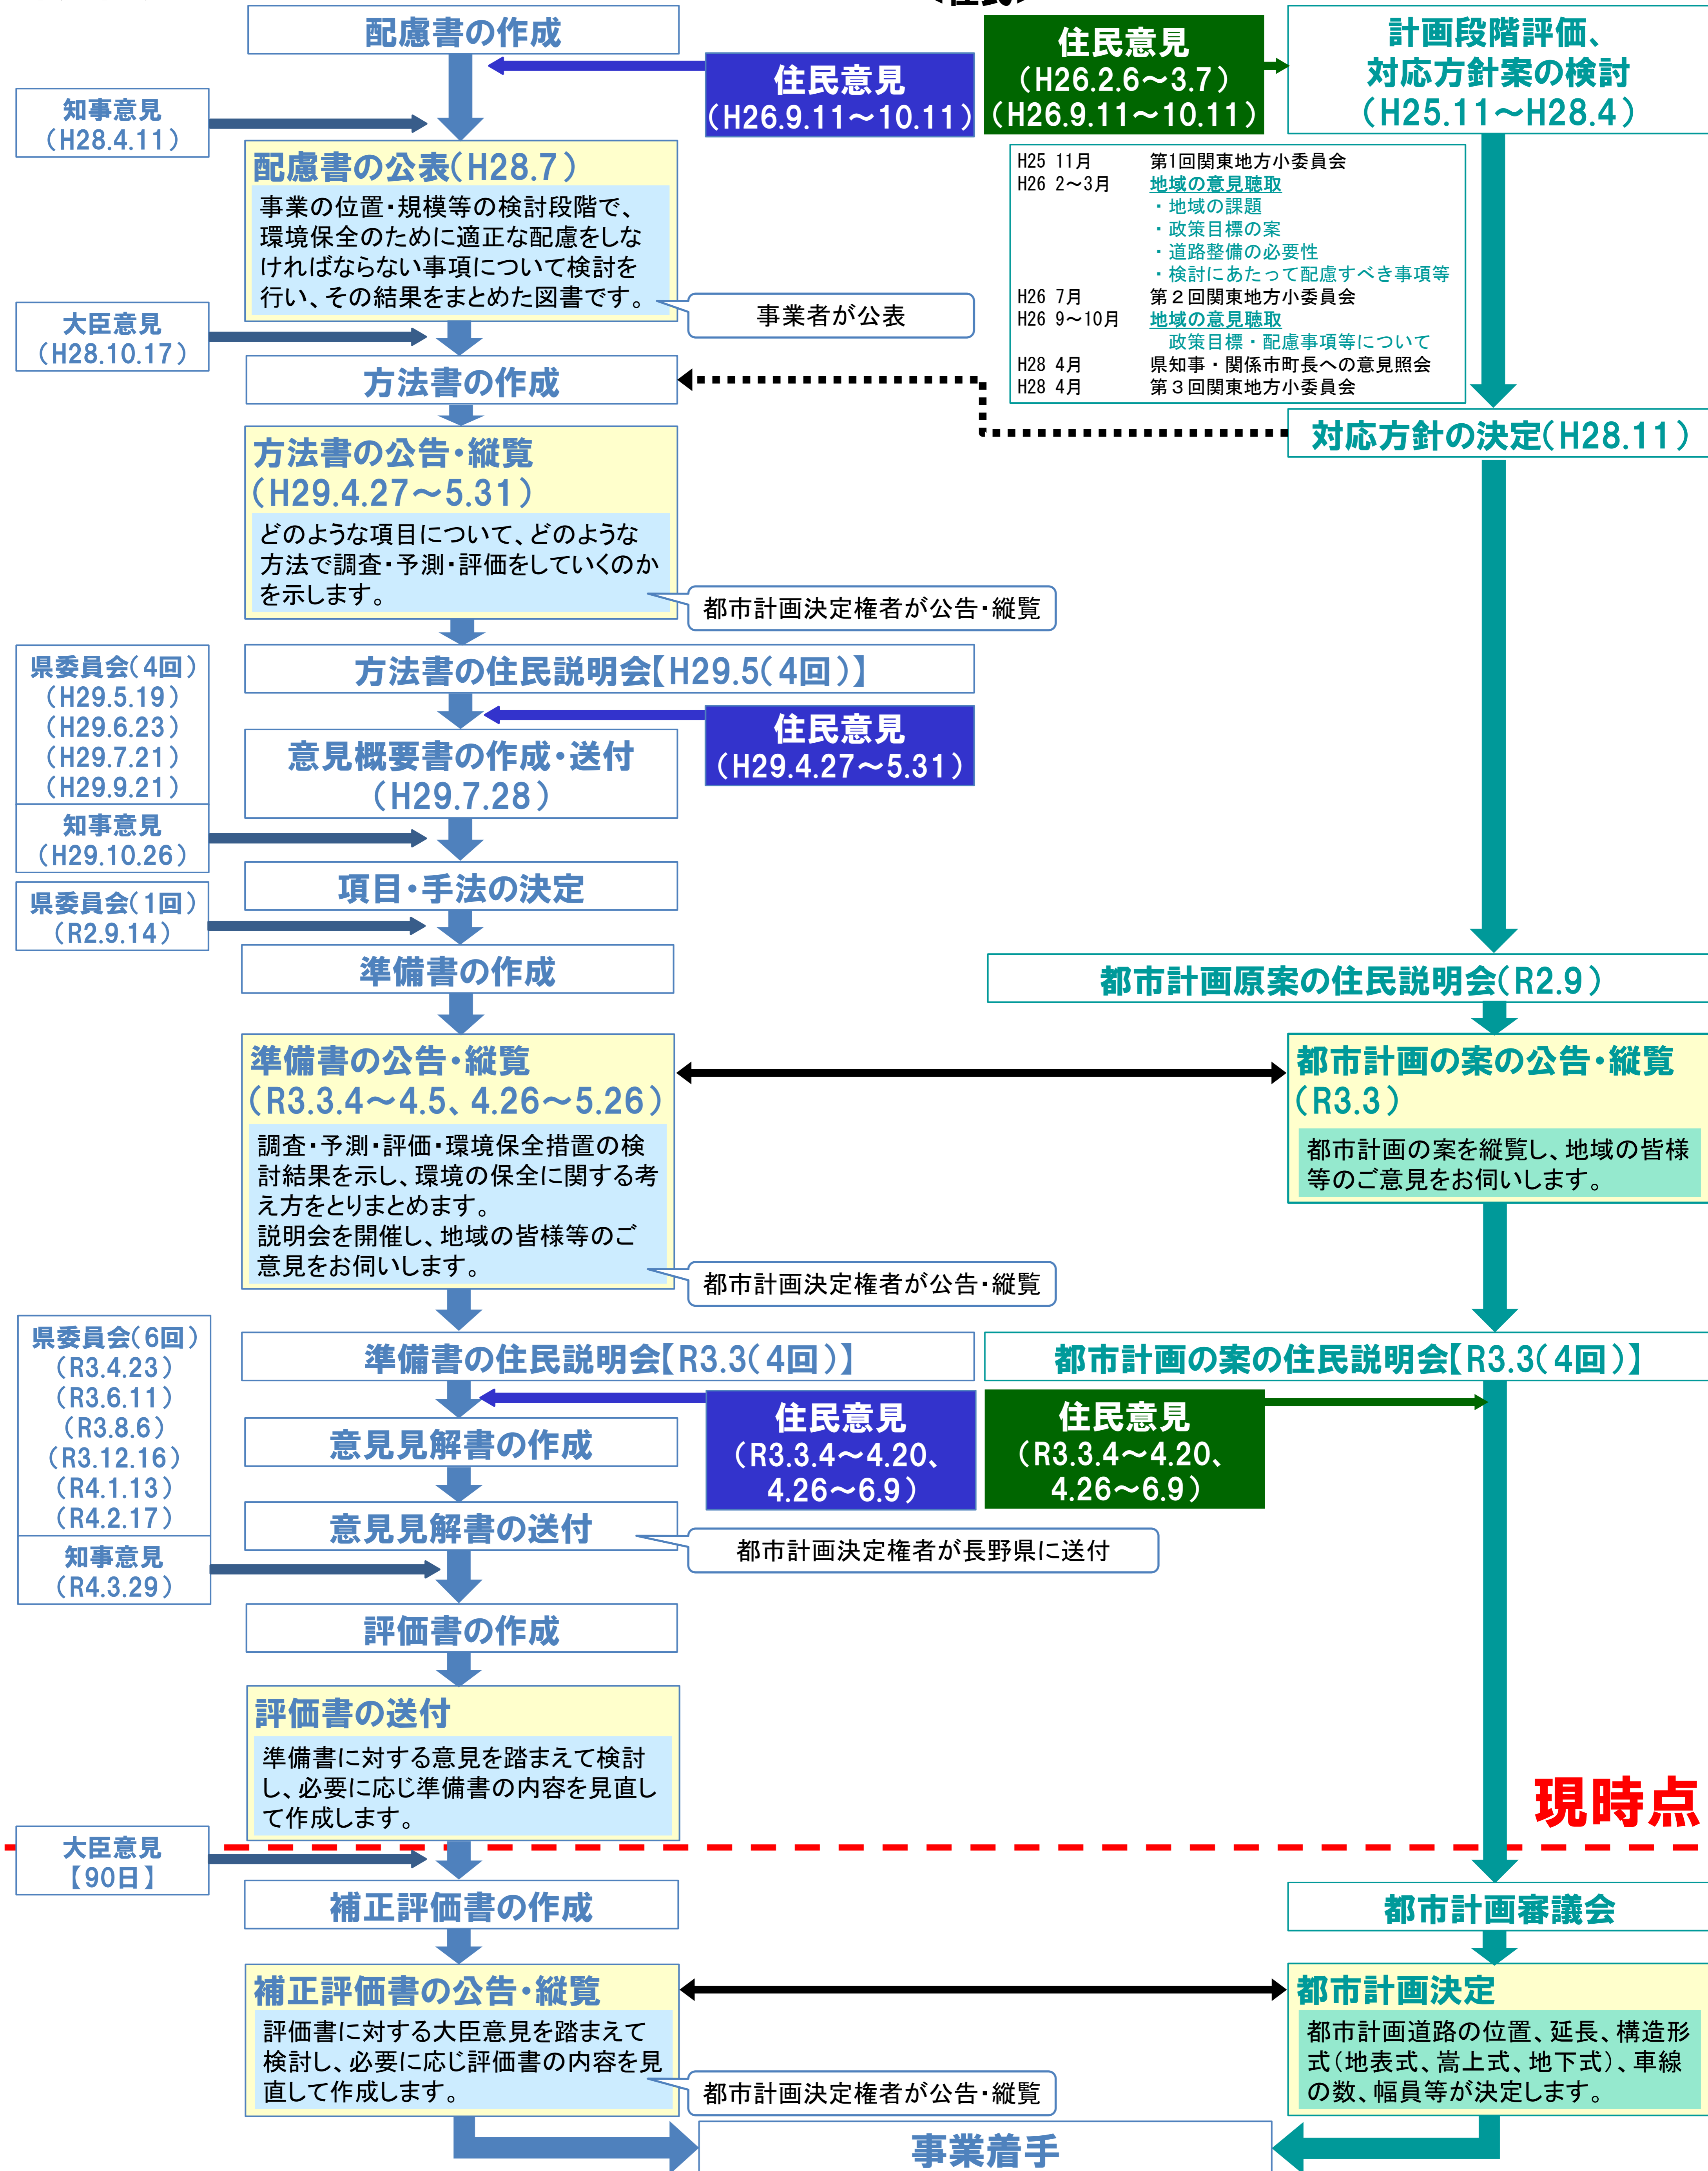 配慮書の作成
住民意見
(H26.9.11～10.11)
住民意見
(H26.2.6～3.7)
(H26.9.11～10.11)
計画段階評価、
対応方針案の検討
(H25.11～H28.4)
知事意見
(H28.4.11)
配慮書の公表(H28.7)
事業の位置・規模等の検討段階で、
環境保全のために適正な配慮をしな
ければならない事項について検討を
行い、その結果をまとめた図書です。
事業者が公表
H25 11月 第1回関東地方小委員会
H26 2～3月 地域の意見聴取
・地域の課題
・政策目標の案
・道路整備の必要性
・検討にあたって配慮すべき事項等
H26 7月 第２回関東地方小委員会
H26 9～10月 地域の意見聴取
政策目標・配慮事項等について
H28 4月 県知事・関係市町長への意見照会
H28 4月 第３回関東地方小委員会
大臣意見
(H28.10.17)
方法書の作成
対応方針の決定(H28.11)
方法書の公告・縦覧
(H29.4.27～5.31)
どのような項目について、どのような
方法で調査・予測・評価をしていくのか
を示します。
都市計画決定権者が公告・縦覧
県委員会(4回)
(H29.5.19)
(H29.6.23)
(H29.7.21)
(H29.9.21)
方法書の住民説明会【H29.5(4回)】
住民意見
(H29.4.27～5.31)
意見概要書の作成・送付
(H29.7.28)
知事意見
(H29.10.26)
項目・手法の決定
県委員会(1回)
(R2.9.14)
準備書の作成
都市計画原案の住民説明会(R2.9)
準備書の公告・縦覧
(R3.3.4～4.5、4.26～5.26)
調査・予測・評価・環境保全措置の検
討結果を示し、環境の保全に関する考
え方をとりまとめます。
説明会を開催し、地域の皆様等のご
意見をお伺いします。
都市計画決定権者が公告・縦覧
都市計画の案の公告・縦覧
(R3.3)
都市計画の案を縦覧し、地域の皆様
等のご意見をお伺いします。
県委員会(6回)
(R3.4.23)
(R3.6.11)
(R3.8.6)
(R3.12.16)
(R4.1.13)
(R4.2.17)
準備書の住民説明会【R3.3(4回)】
都市計画の案の住民説明会【R3.3(4回)】
住民意見
(R3.3.4～4.20、
4.26～6.9)
住民意見
(R3.3.4～4.20、
4.26～6.9)
意見見解書の作成
意見見解書の送付
都市計画決定権者が長野県に送付
知事意見
(R4.3.29)
評価書の作成
評価書の送付
準備書に対する意見を踏まえて検討
し、必要に応じ準備書の内容を見直し
て作成します。
現時点
大臣意見
【90日】
補正評価書の作成
都市計画審議会
補正評価書の公告・縦覧
評価書に対する大臣意見を踏まえて
検討し、必要に応じ評価書の内容を見
直して作成します。
都市計画決定権者が公告・縦覧
都市計画決定
都市計画道路の位置、延長、構造形
式(地表式、嵩上式、地下式)、車線
の数、幅員等が決定します。
事業着手